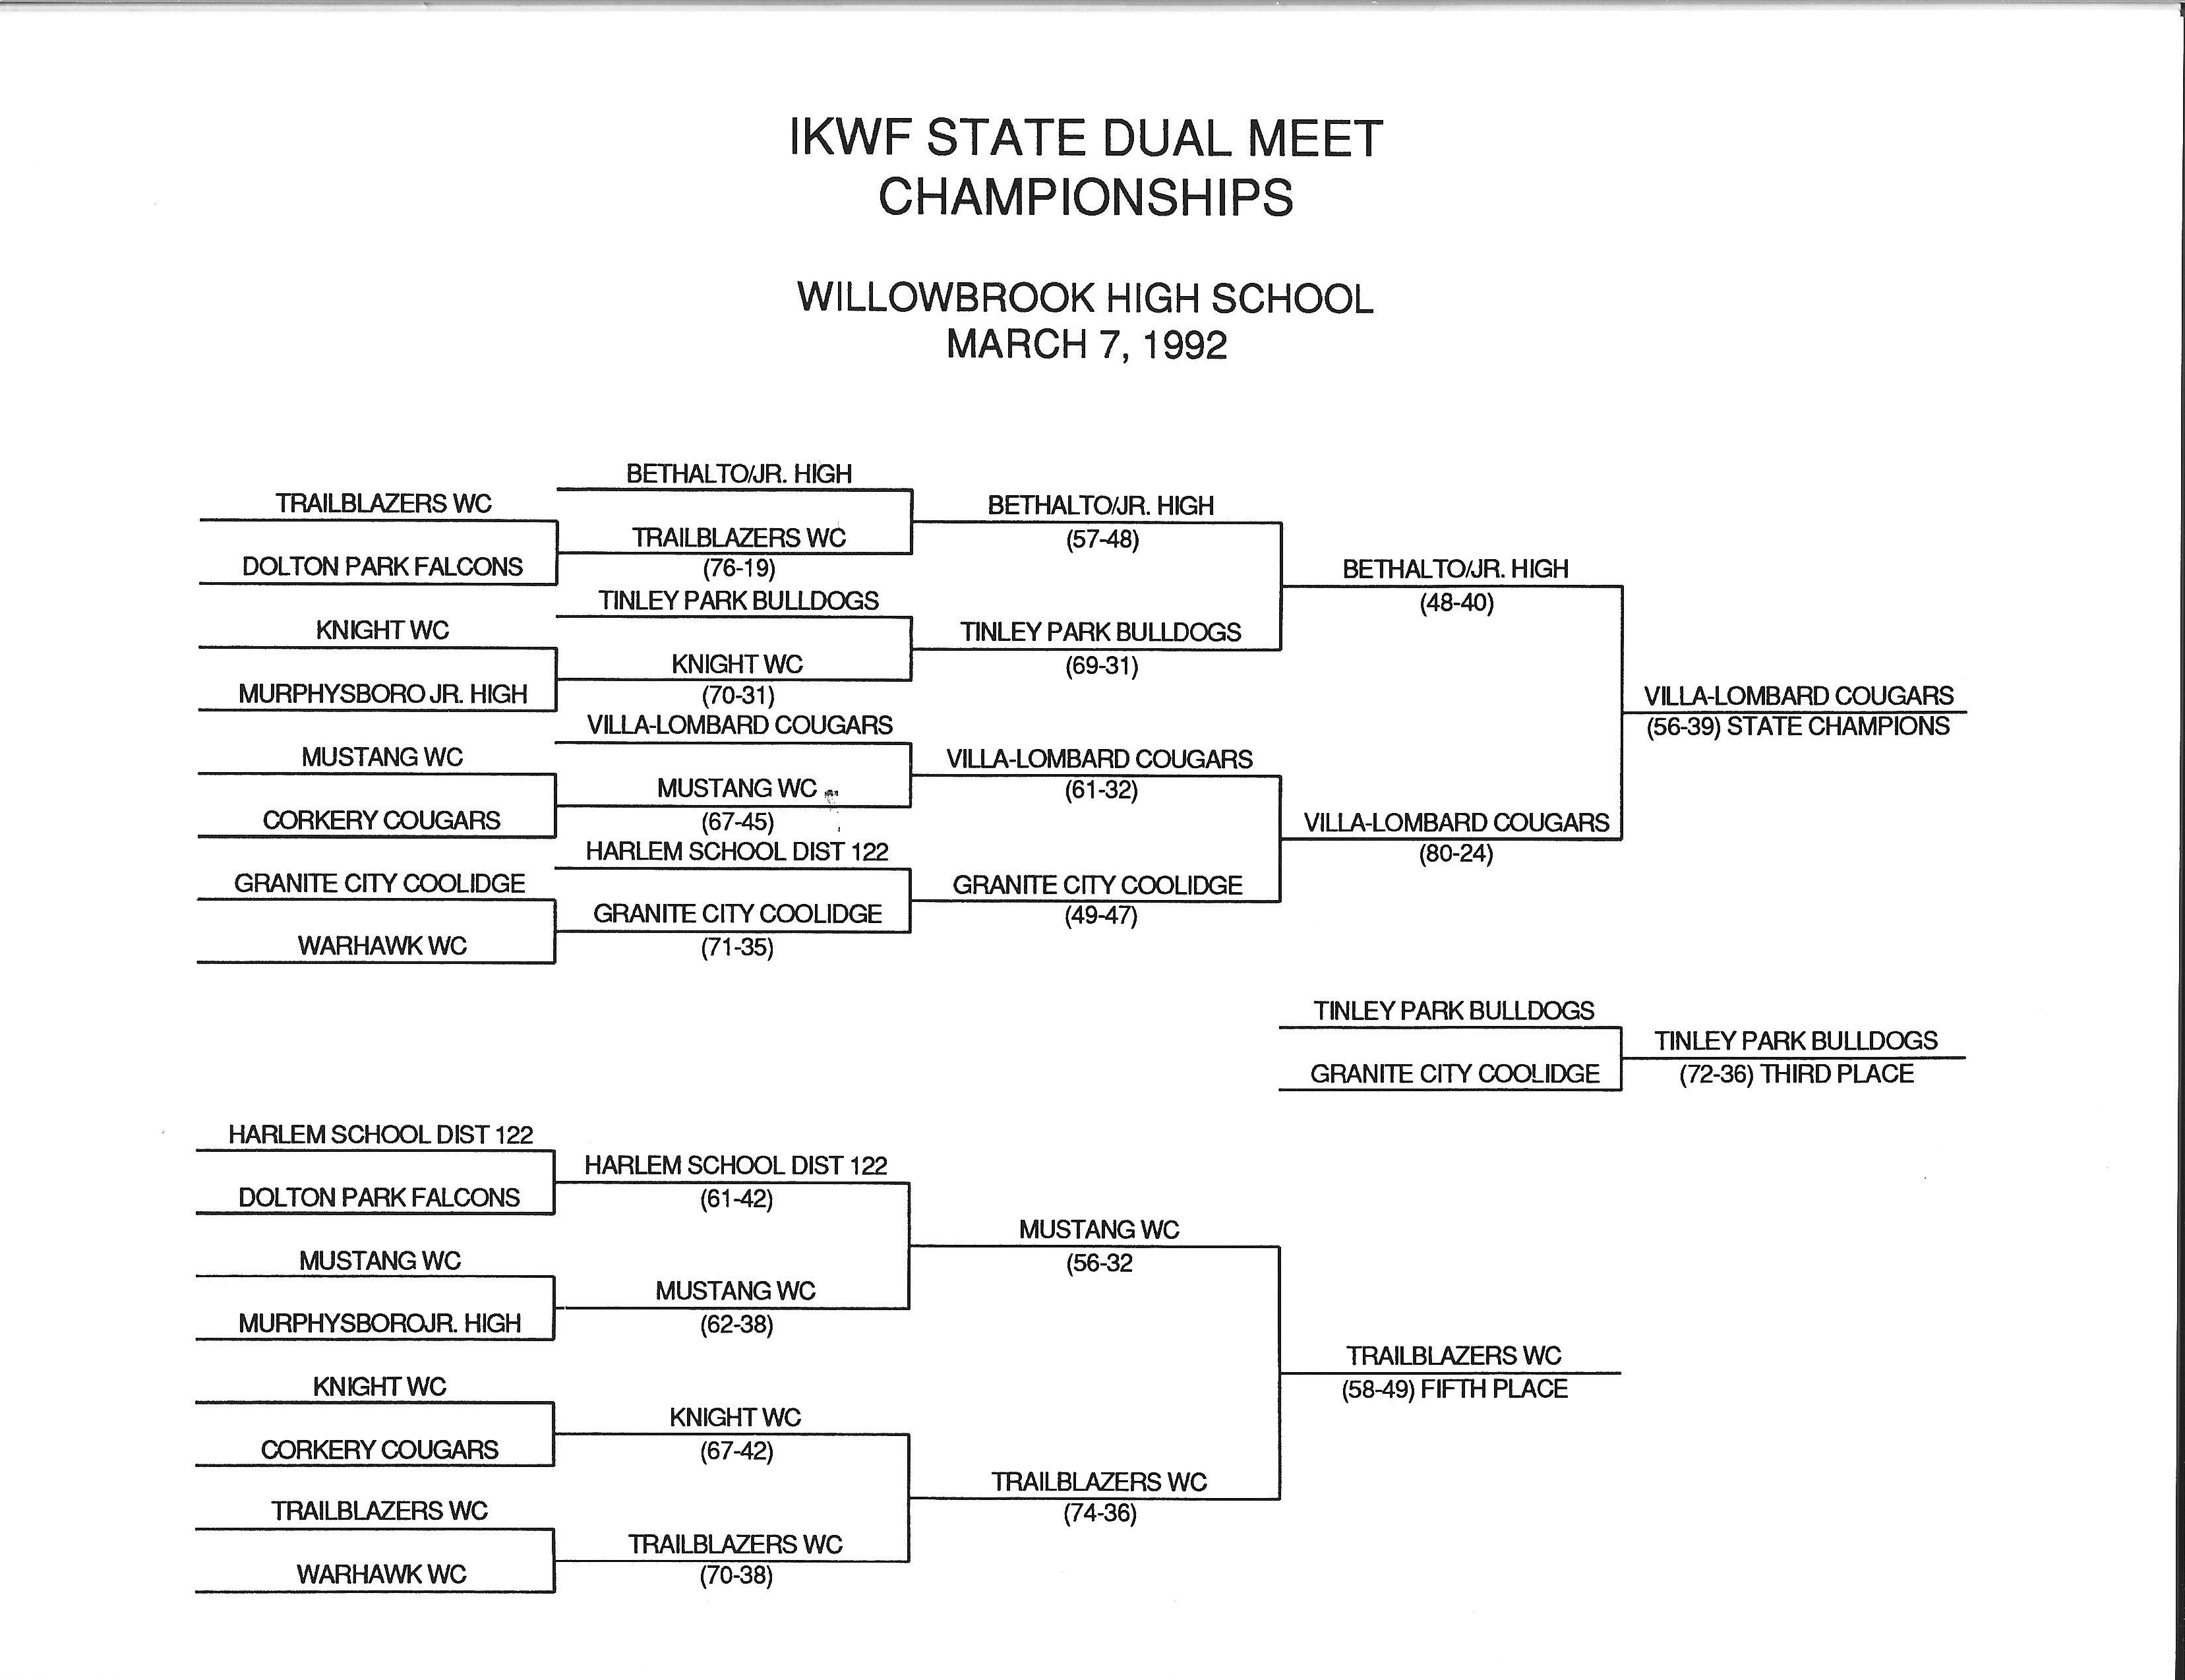 IKWF STATE DUAL MEET
CHAMPIONSHIPS
WILLOWBROOK HIGH SCHOOL
MARCH 7, 1992
TRAILBLAZERS WC
DOLTON PARK FALCONS
KNIGHT WC
MURPHYSBORO JR. HIGH
MUSTANG WC
CORKERY COUGARS
GRANITE CITY COOLIDGE
WARHAWK WC
BETHALTO/JR. HIGH
TRAILBLAZERS WC
(76-19)
TINLEY PARK BULLDOGS
KNIGHT WC
(70-31)
VILLA-LOMBARD COUGARS
MUSTANG WC
(67-45)
HARLEM SCHOOL DIST 122
GRANITE CITY COOLIDGE
(71-35)
BETHALTO/JR. HIGH
(57-48)
TINLEY PARK BULLDOGS
(69-31)
VILLA-LOMBARD COUGARS
(61-32)
GRANITE CITY COOLIDGE
(49-47)
BETHALTO/JR. HIGH
(48-40)
VILLA-LOMBARD COUGARS
(80-24)
VILLA-LOMBARD COUGARS
(56-39) STATE CHAMPIONS
TINLEY PARK BULLDOGS
GRANITE CITY COOLIDGE
TINLEY PARK BULLDOGS
(72-36) THIRD PLACE
HARLEM SCHOOL DIST 122
DOLTON PARK FALCONS
MUSTANG WC
MURPHYSBOROJR. HIGH
KNIGHT WC
CORKERY COUGARS
TRAILBLAZERS WC
WARHAWK WC
HARLEM SCHOOL DIST 122
(61-42)
MUSTANG WC
(62-38)
KNIGHT WC
(67-42)
TRAILBLAZERS WC
(70-38)
MUSTANG WC
(56-32
TRAILBLAZERS WC
(74-36)
TRAILBLAZERS WC
(58-49) FIFTH PLACE